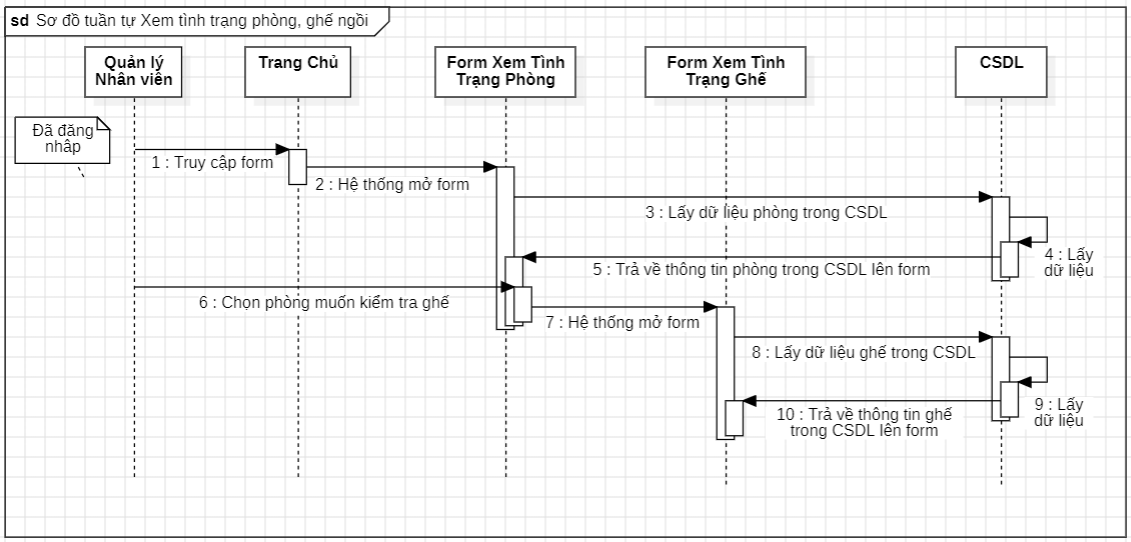 sd Sơ đồ tuần tự Xem tình trạng phòng, ghế ngồi
Quản lý
Nhân viên
Trang Chủ
Form Xem Tình
Trạng Phòng
Form Xem Tình
Trạng Ghế
CSDL
Đã đăng
nhâp
1 : Truy cập form
2 : Hệ thống mở form
3 : Lấy dữ liệu phòng trong CSDL
4 : Lấy
dữ liệu
5 : Trả về thông tin phòng trong CSDL lên form
6 : Chọn phòng muốn kiểm tra ghế
7 : Hệ thống mở form
8 : Lấy dữ liệu ghế trong CSDL
9 : Lấy
dữ liệu
10 : Trả về thông tin ghế
trong CSDL lên form